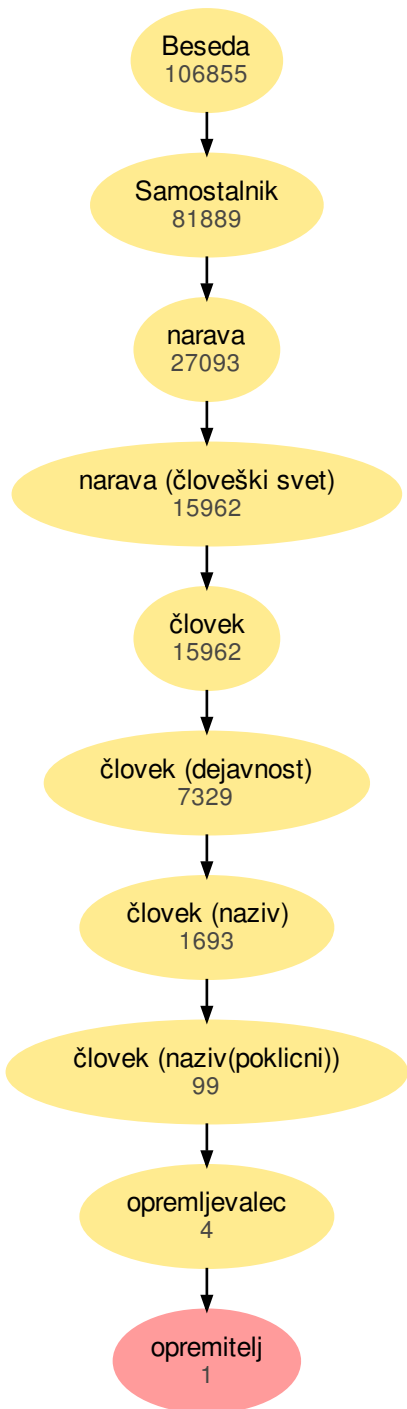 Beseda
106855
Samostalnik
81889
narava
27093
narava (človeški svet)
15962
človek
15962
človek (dejavnost)
7329
človek (naziv)
1693
človek (naziv(poklicni))
99
opremljevalec
4
opremitelj
1